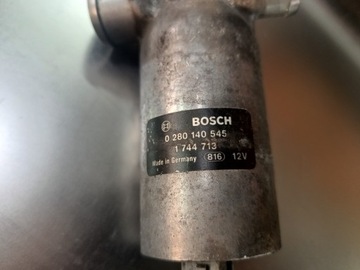 BOSCH
0 280 140 545
1 744 713
Made in Germany 816 12V